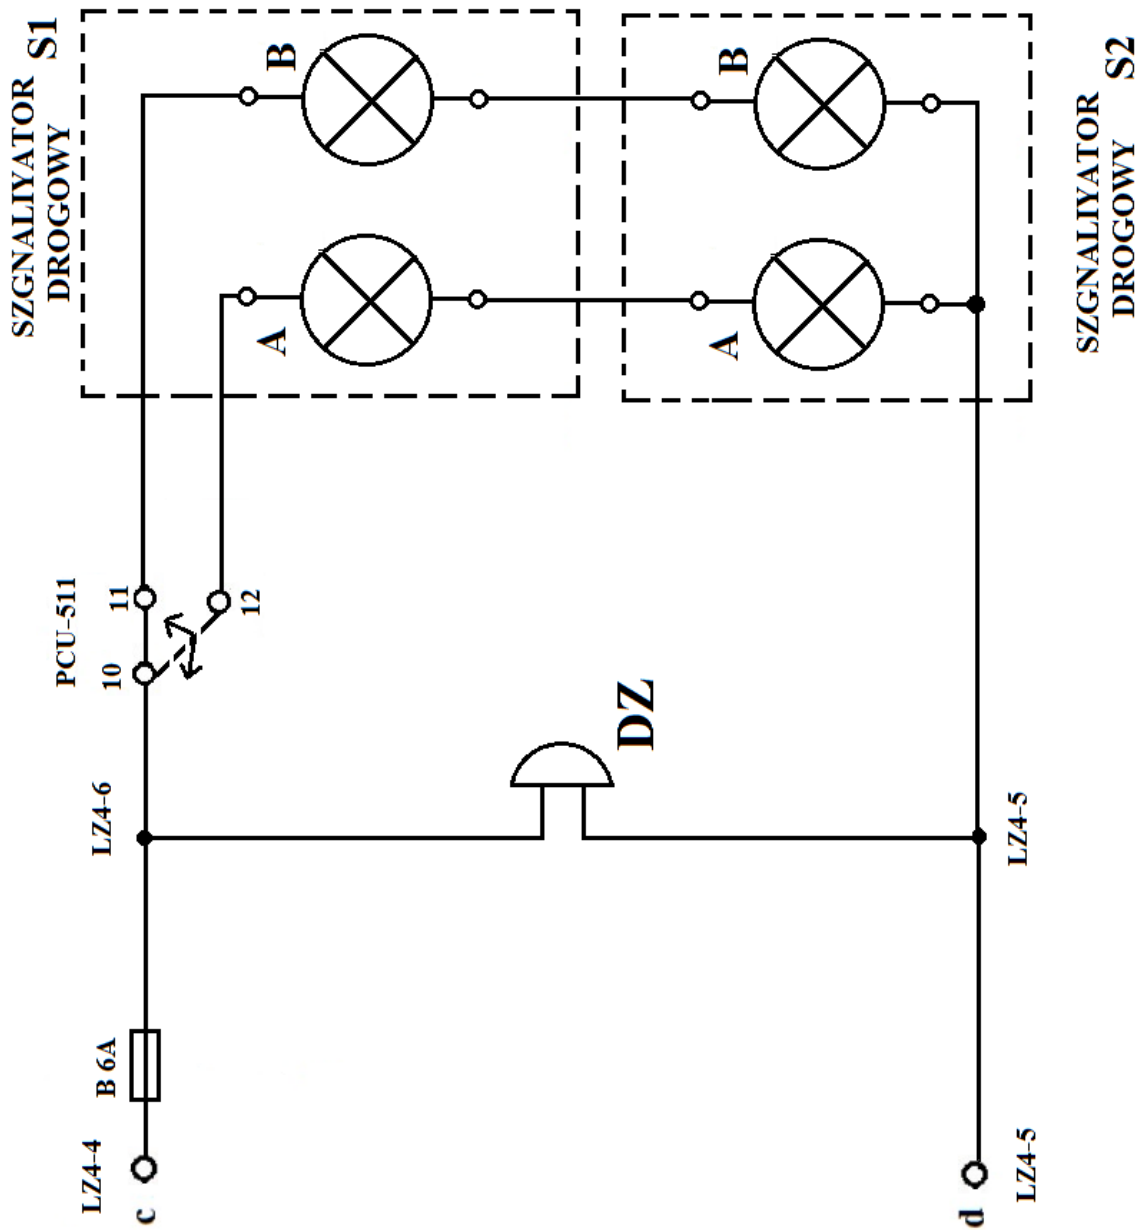 SZGNALIYATOR
DROGOWY
S1
PCU-511
LZ4-4
B 6A
LZ4-6
10
11
c
12
A
B
DZ
A
B
d
LZ4-5
LZ4-5
SZGNALIYATOR
DROGOWY
S2